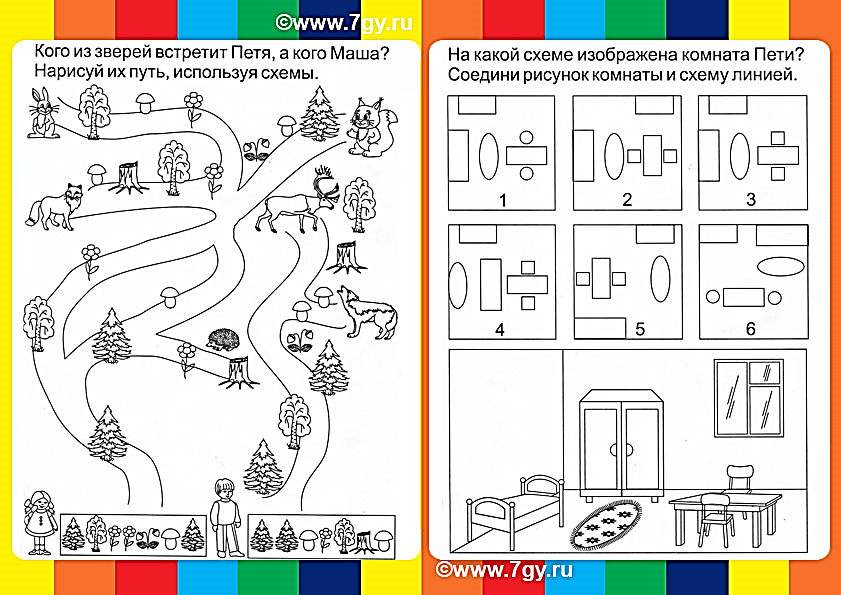 ©www.7gy.ru
Кого из зверей встретит Петя, а кого Маша?
Нарисуй их путь, используя схемы.
На какой схеме изображена комната Пети?
Соедини рисунок комнаты и схему линией.
1
2
3
4
5
6
©www.7gy.ru